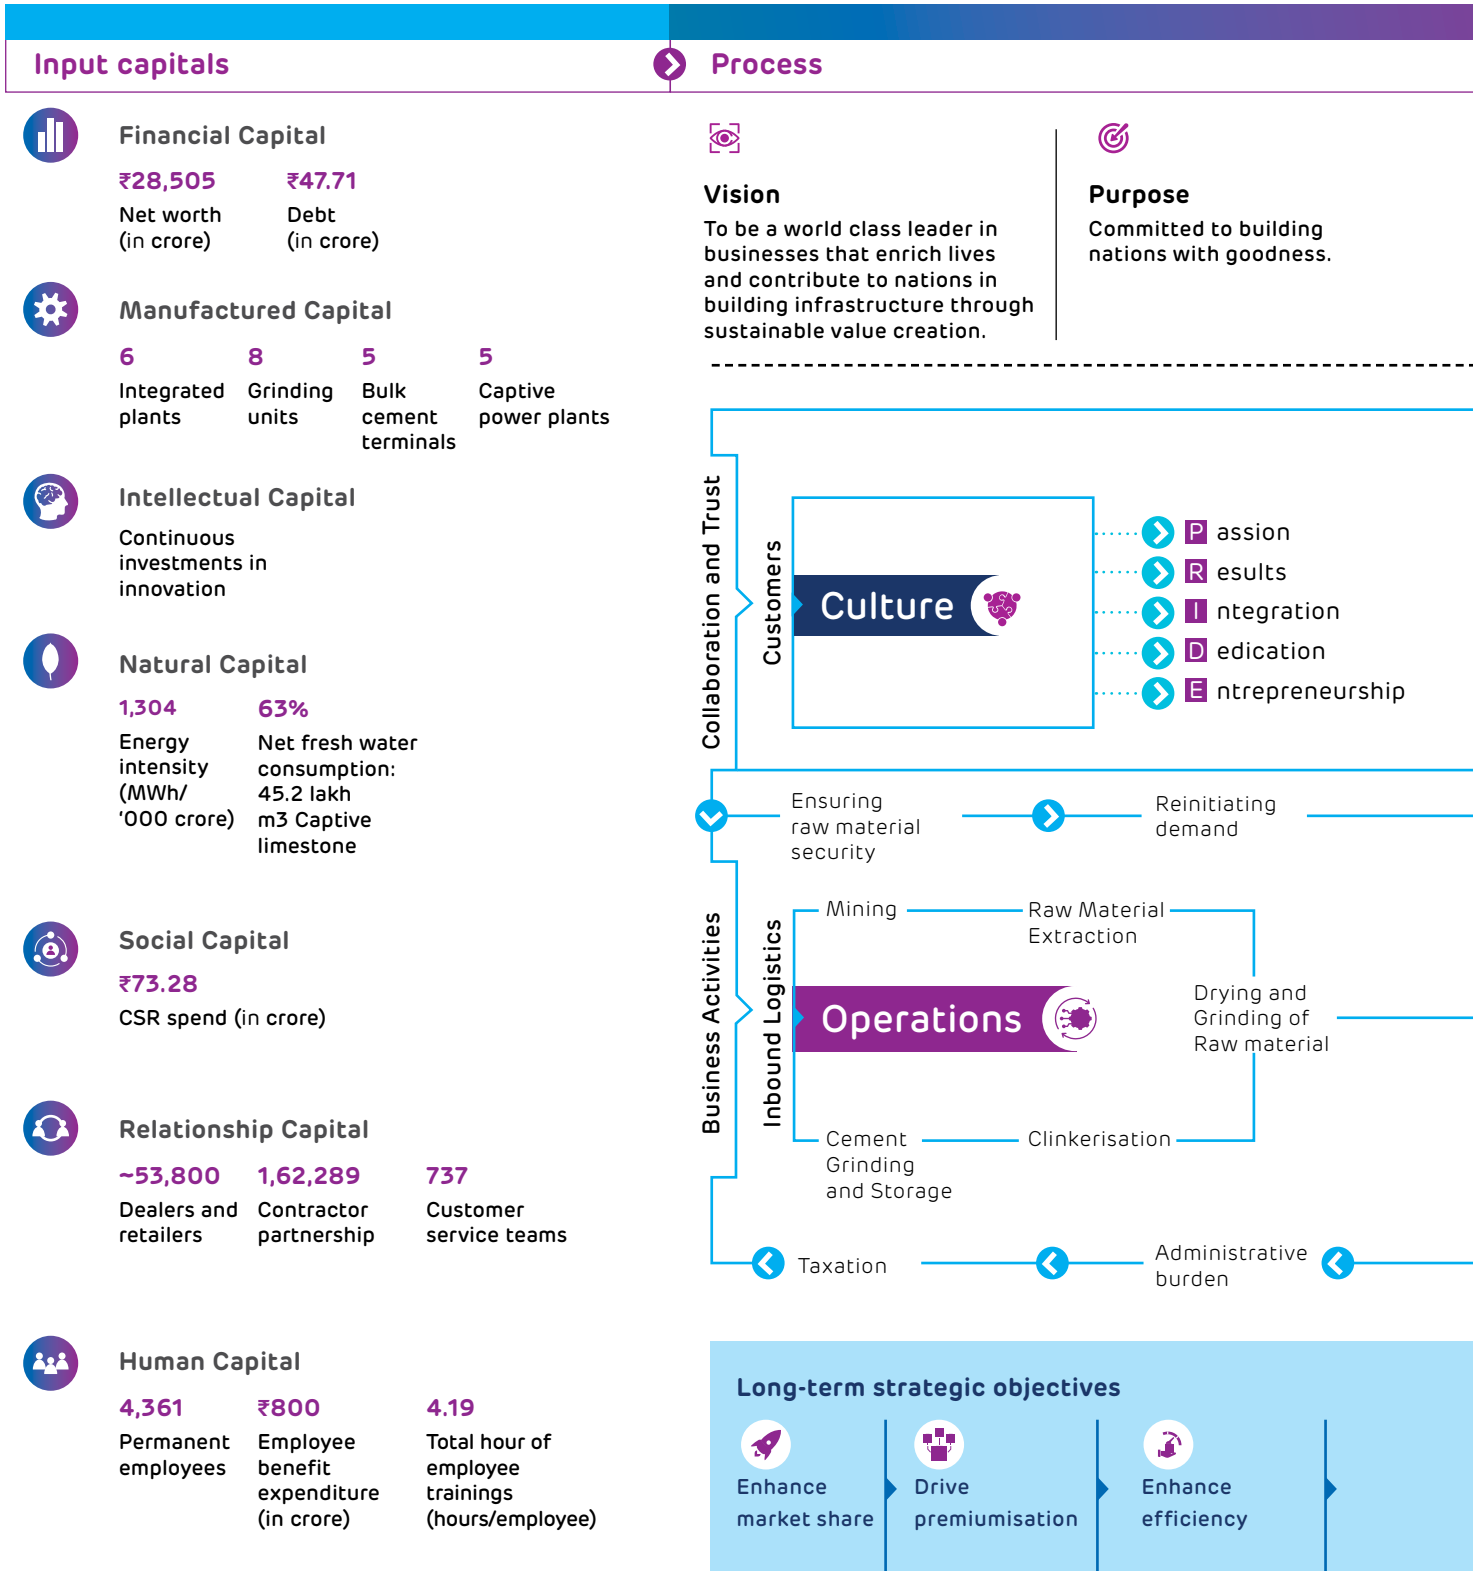 Input capitals
Process
Financial Capital
₹28,505
₹47.71
Net worth
(in crore)
Debt
(in crore)
Manufactured Capital
6
8
5
5
Integrated
plants
Grinding
units
Bulk
cement
terminals
Captive
power plants
Intellectual Capital
Continuous
investments in
innovation
Natural Capital
1,304
63%
Energy
intensity
(MWh/
‘000 crore)
Net fresh water
consumption:
45.2 lakh
m3 Captive
limestone
Social Capital
₹73.28
CSR spend (in crore)
Relationship Capital
~53,800
1,62,289
737
Dealers and
retailers
Contractor
partnership
Customer
service teams
Human Capital
4,361
₹800
4.19
Permanent
employees
Employee
benefit
expenditure
(in crore)
Total hour of
employee
trainings
(hours/employee)
Vision
To be a world class leader in
businesses that enrich lives
and contribute to nations in
building infrastructure through
sustainable value creation.
Purpose
Committed to building
nations with goodness.
Collaboration and Trust
Customers
Culture
Passion
Results
Integration
Dedication
Entrepreneurship
Ensuring
raw material
security
Reinitiating
demand
Business Activities
Inbound Logistics
Operations
Mining
Raw Material
Extraction
Drying and
Grinding of
Raw material
Clinkerisation
Cement
Grinding
and Storage
Taxation
Administrative
burden
Long-term strategic objectives
Enhance
market share
Drive
premiumisation
Enhance
efficiency